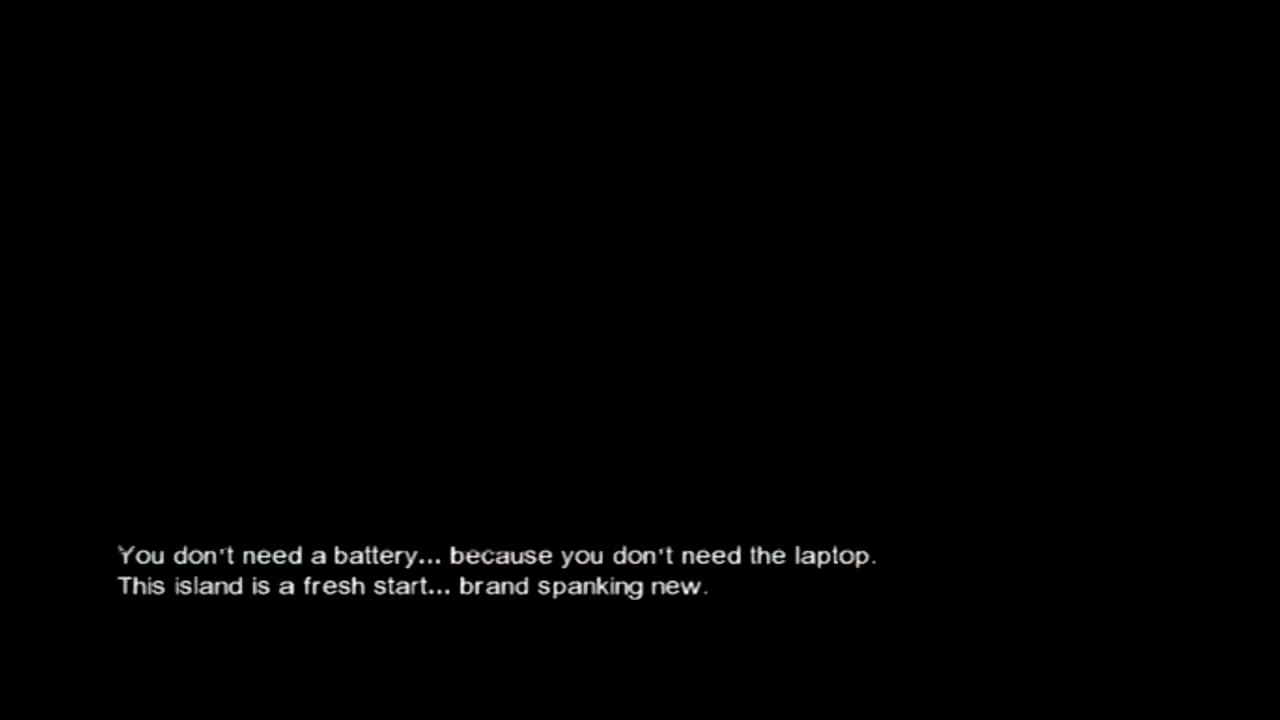 You don't need a battery... because you don't need the laptop.
This island is a fresh start... brand spanking new.